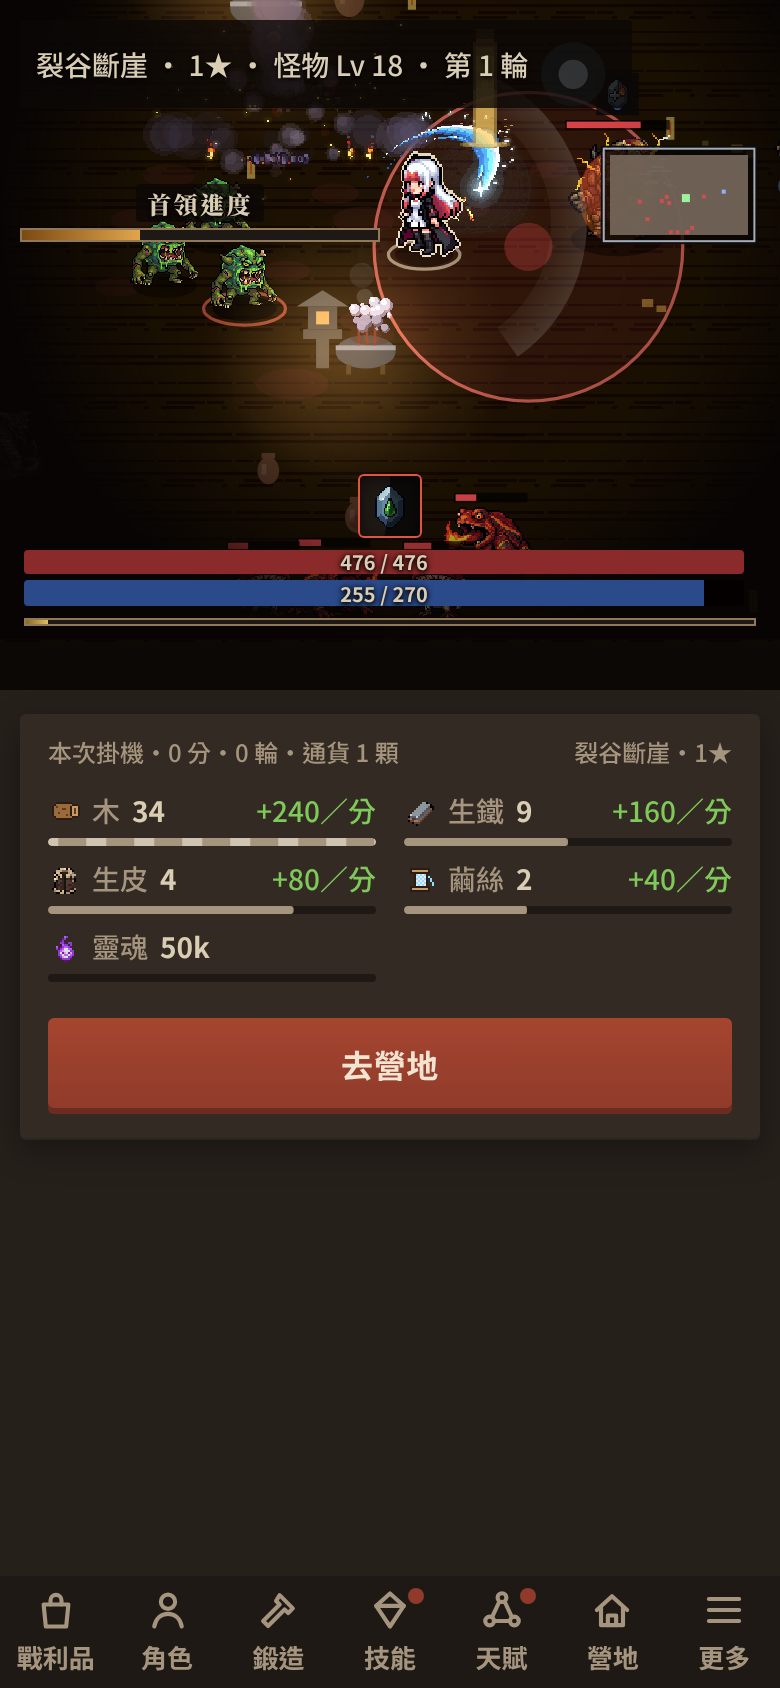 裂谷斷崖 · 1★ · 怪物 Lv 18 · 第 1 輪
首領進度
476 / 476
255 / 270
本次掛機・0 分・0 輪・通貨 1 顆
裂谷斷崖・1★
木 34 +240／分
生鐵 9 +160／分
生皮 4 +80／分
繭絲 2 +40／分
靈魂 50k
去營地
戰利品
角色
鍛造
技能
天賦
營地
更多